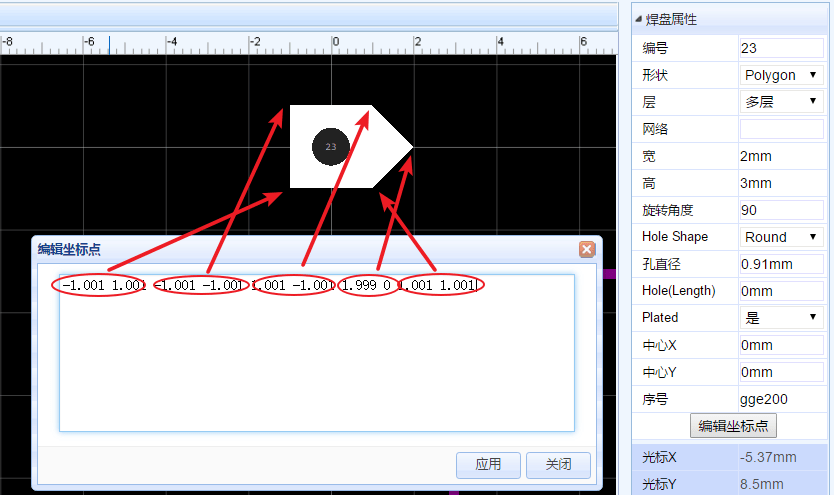 -8 -6 -4 -2 0 2 4 6
23
编辑坐标点
-1.001 1.001 -1.001 -1.001 1.001 -1.001 1.999 0 1.001 1.001
应用 关闭
焊盘属性
编号 23
形状 Polygon
层 多层
网络
宽 2mm
高 3mm
旋转角度 90
Hole Shape Round
孔直径 0.91mm
Hole(Length) 0mm
Plated 是
中心X 0mm
中心Y 0mm
序号 gge200
编辑坐标点
光标X -5.37mm
光标Y 8.5mm